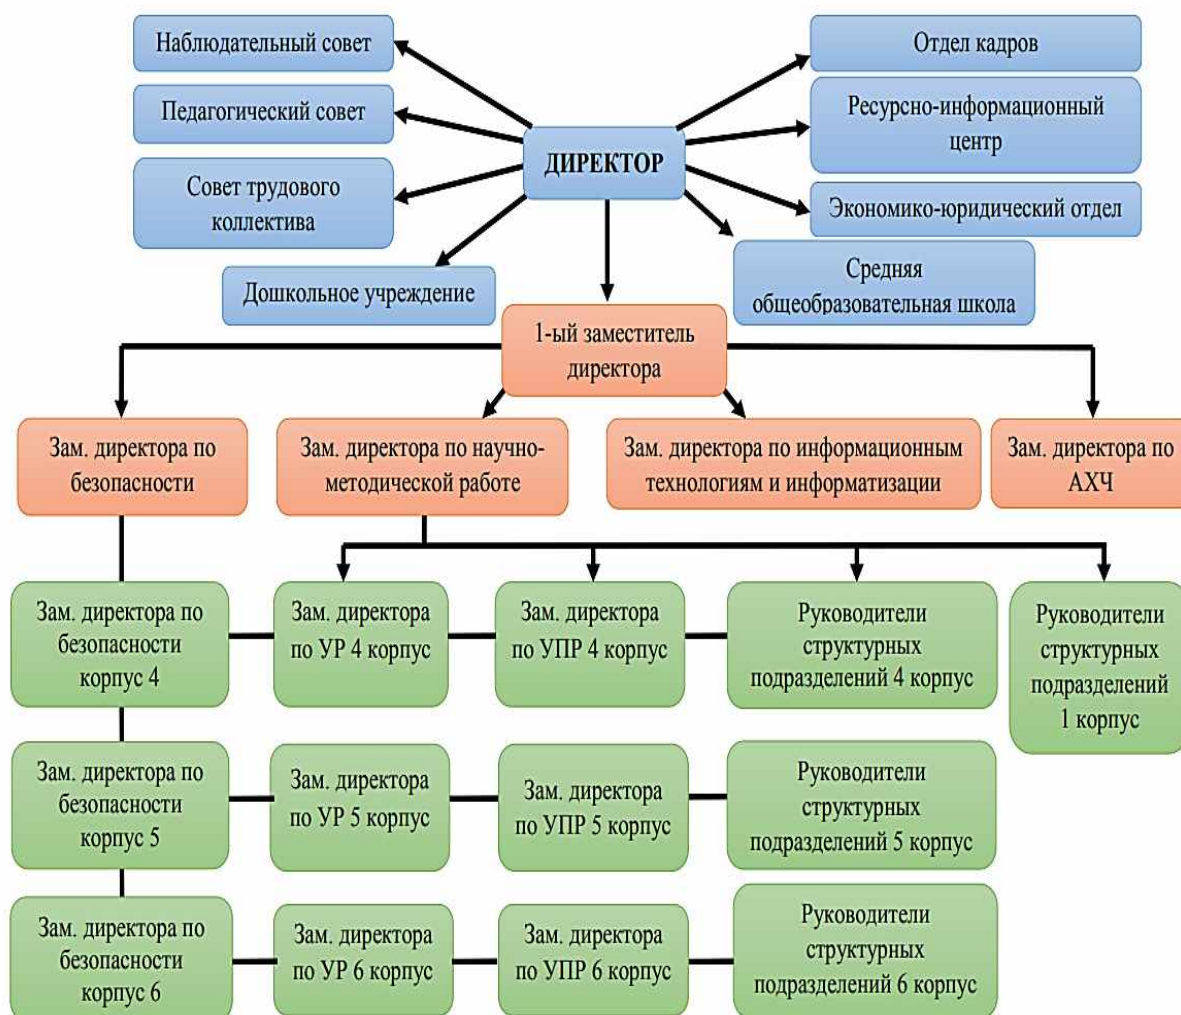 Наблюдательный совет
Отдел кадров
Педагогический совет
Ресурсно-информационный
центр
ДИРЕКТОР
Совет трудового
коллектива
Экономико-юридический отдел
Дошкольное учреждение
Средняя
общеобразовательная школа
1-ый заместитель
директора
Зам. директора по
безопасности
Зам. директора по научно-
методической работе
Зам. директора по информационным
технологиям и информатизации
Зам. директора по
АХЧ
Зам. директора по
безопасности
корпус 4
Зам. директора
по УР 4 корпус
Зам. директора
по УПР 4 корпус
Руководители
структурных
подразделений 4 корпус
Руководители
структурных
подразделений
1 корпус
Зам. директора по
безопасности
корпус 5
Зам. директора
по УР 5 корпус
Зам. директора
по УПР 5 корпус
Руководители
структурных
подразделений 5 корпус
Зам. директора по
безопасности
корпус 6
Зам. директора
по УР 6 корпус
Зам. директора
по УПР 6 корпус
Руководители
структурных
подразделений 6 корпус